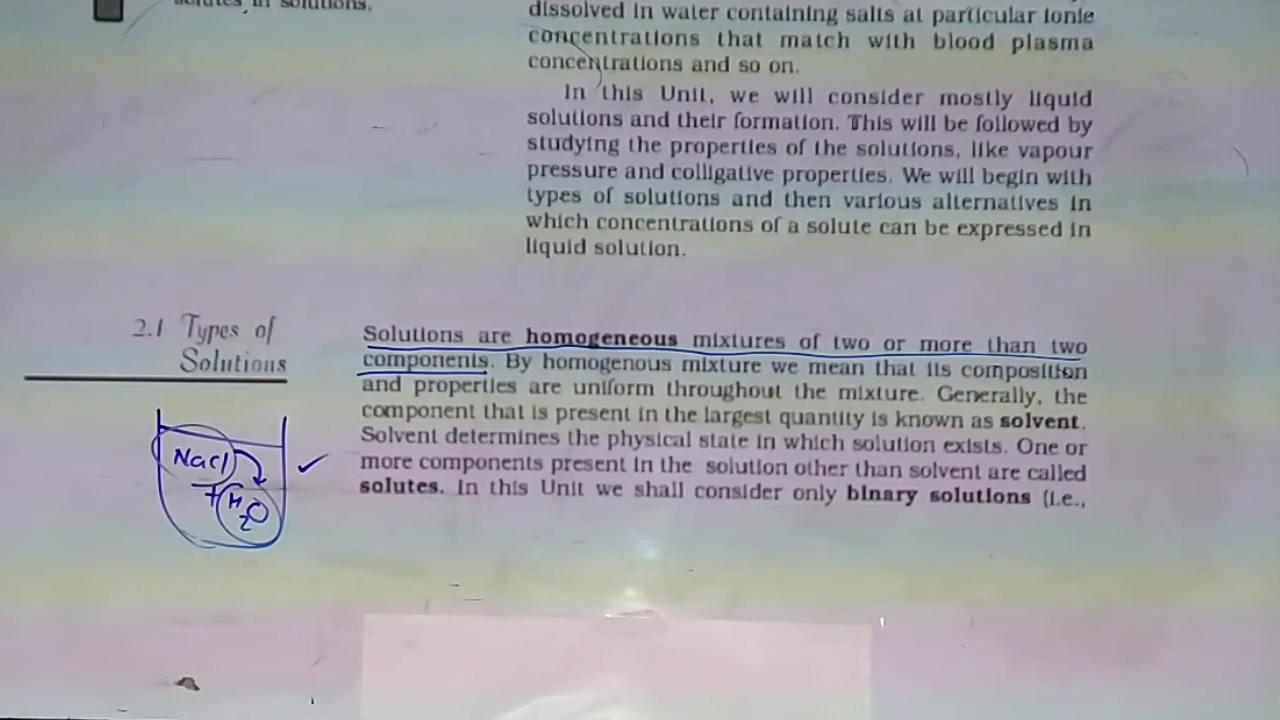 solutes in solutions.
dissolved in water containing salts at particular ionic
concentrations that match with blood plasma
concentrations and so on.
In this Unit, we will consider mostly liquid
solutions and their formation. This will be followed by
studying the properties of the solutions, like vapour
pressure and colligative properties. We will begin with
types of solutions and then various alternatives in
which concentrations of a solute can be expressed in
liquid solution.
2.1 Types of
Solutions
Solutions are homogeneous mixtures of two or more than two
components. By homogenous mixture we mean that its composition
and properties are uniform throughout the mixture. Generally, the
component that is present in the largest quantity is known as solvent.
Solvent determines the physical state in which solution exists. One or
more components present in the solution other than solvent are called
solutes. In this Unit we shall consider only binary solutions (i.e.,
NaCl
+ H2O